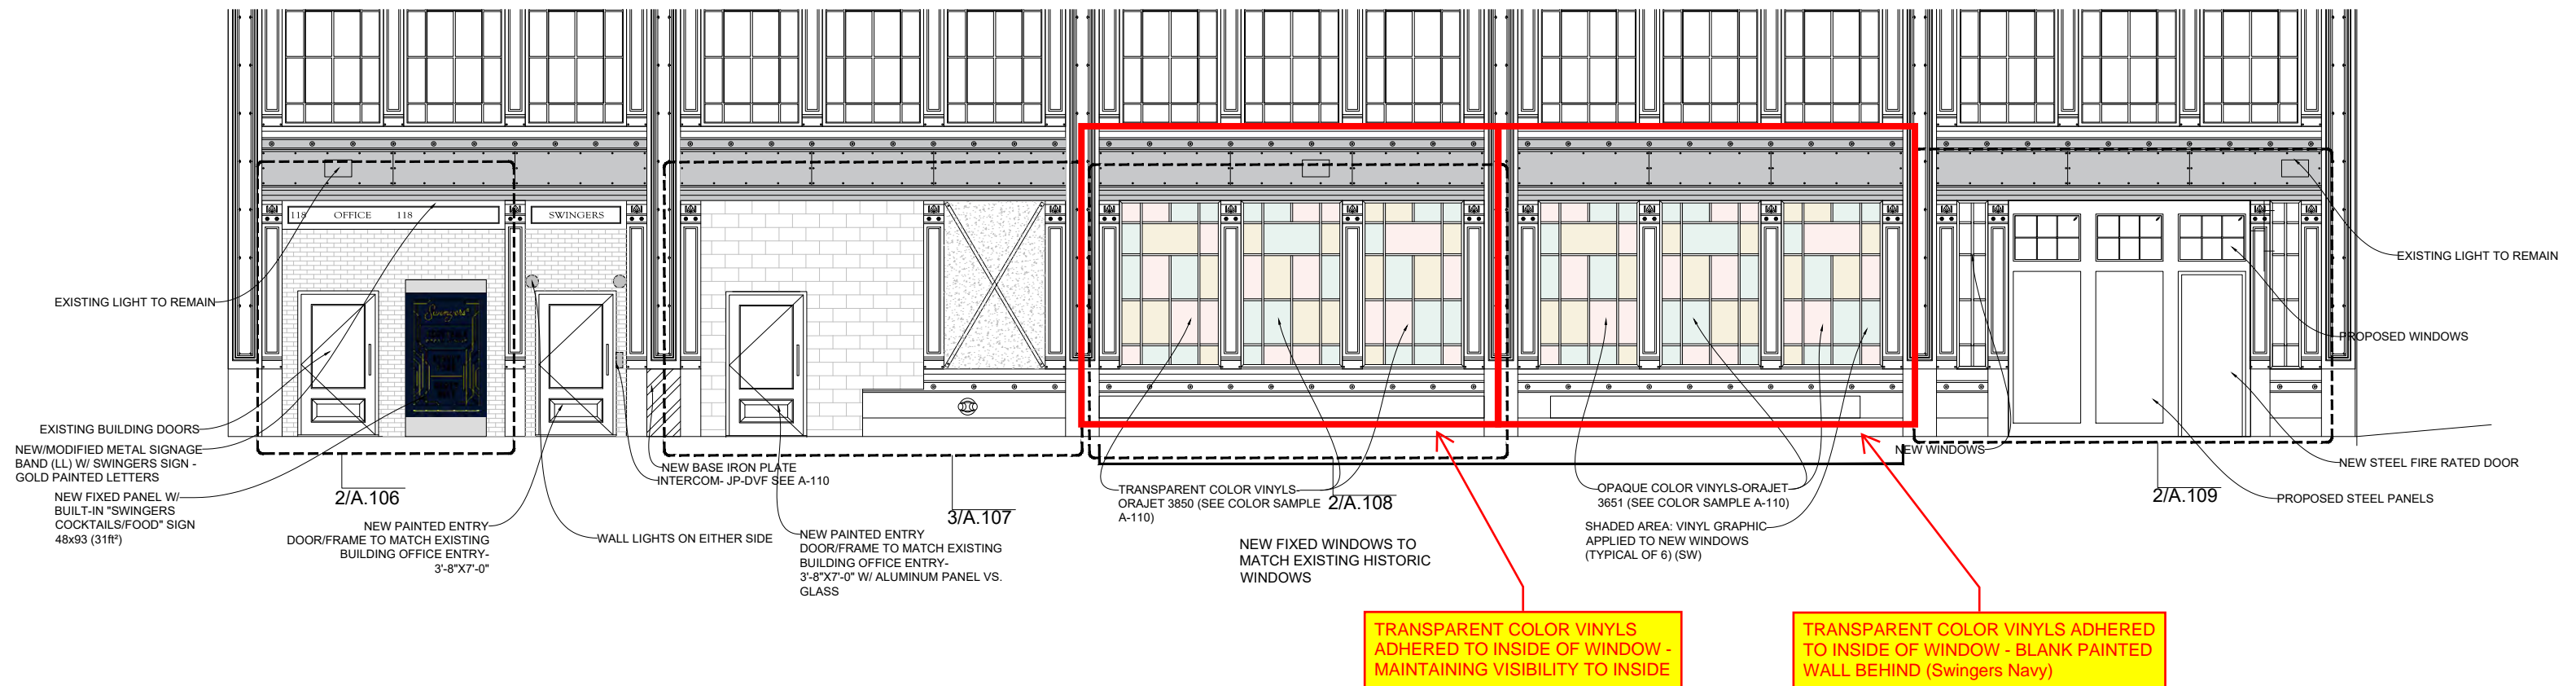 118 OFFICE 118
SWINGERS
Swingers
EXISTING LIGHT TO REMAIN
EXISTING BUILDING DOORS
NEW/MODIFIED METAL SIGNAGE
BAND (LL) W/ SWINGERS SIGN -
GOLD PAINTED LETTERS
NEW FIXED PANEL W/
BUILT-IN "SWINGERS
COCKTAILS/FOOD" SIGN
48x93 (31ft²)
2/A.106
NEW PAINTED ENTRY
DOOR/FRAME TO MATCH EXISTING
BUILDING OFFICE ENTRY-
3'-8"X7'-0"
WALL LIGHTS ON EITHER SIDE
NEW BASE IRON PLATE
INTERCOM- JP-DVF SEE A-110
3/A.107
NEW PAINTED ENTRY
DOOR/FRAME TO MATCH EXISTING
BUILDING OFFICE ENTRY-
3'-8"X7'-0" W/ ALUMINUM PANEL VS.
GLASS
TRANSPARENT COLOR VINYLS-
ORAJET 3850 (SEE COLOR SAMPLE
A-110)
2/A.108
NEW FIXED WINDOWS TO
MATCH EXISTING HISTORIC
WINDOWS
OPAQUE COLOR VINYLS-ORAJET
3651 (SEE COLOR SAMPLE A-110)
SHADED AREA: VINYL GRAPHIC
APPLIED TO NEW WINDOWS
(TYPICAL OF 6) (SW)
NEW WINDOWS
2/A.109
EXISTING LIGHT TO REMAIN
PROPOSED WINDOWS
NEW STEEL FIRE RATED DOOR
PROPOSED STEEL PANELS
TRANSPARENT COLOR VINYLS
ADHERED TO INSIDE OF WINDOW -
MAINTAINING VISIBILITY TO INSIDE
TRANSPARENT COLOR VINYLS ADHERED
TO INSIDE OF WINDOW - BLANK PAINTED
WALL BEHIND (Swingers Navy)